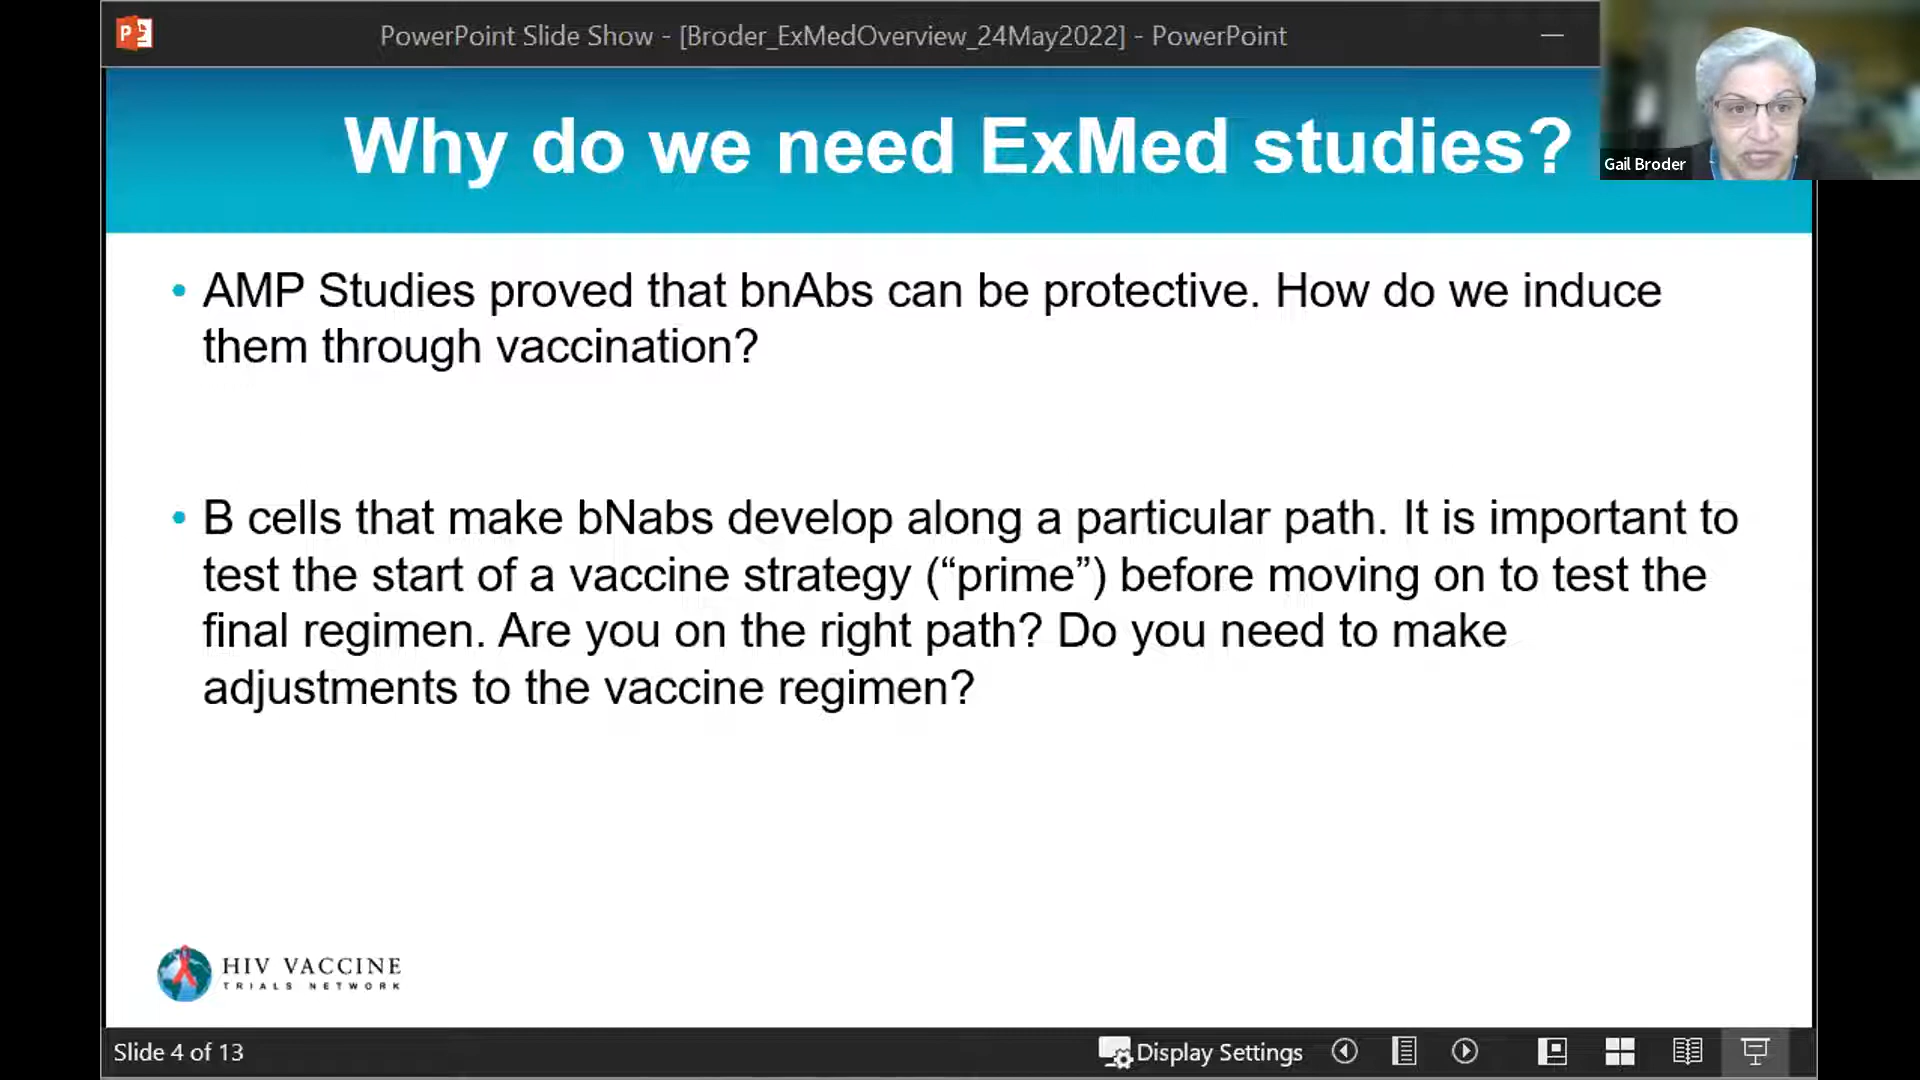 PowerPoint Slide Show - [Broder_ExMedOverview_24May2022] - PowerPoint
Why do we need ExMed studies?
Gail Broder
• AMP Studies proved that bnAbs can be protective. How do we induce
them through vaccination?
• B cells that make bNabs develop along a particular path. It is important to
test the start of a vaccine strategy (“prime”) before moving on to test the
final regimen. Are you on the right path? Do you need to make
adjustments to the vaccine regimen?
HIV VACCINE
TRIALS NETWORK
Slide 4 of 13
Display Settings